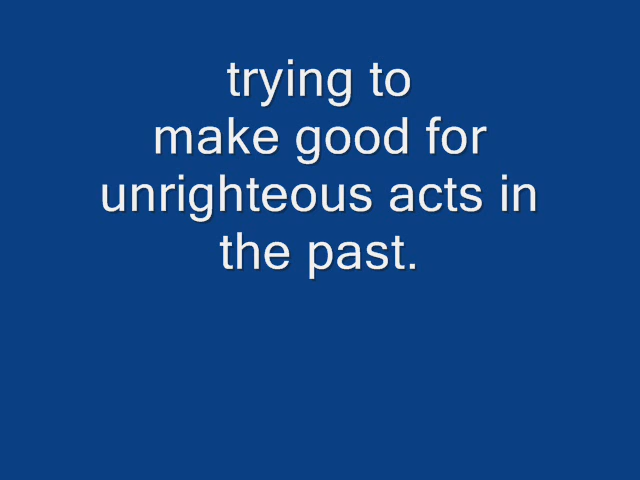 trying to
make good for
unrighteous acts in
the past.